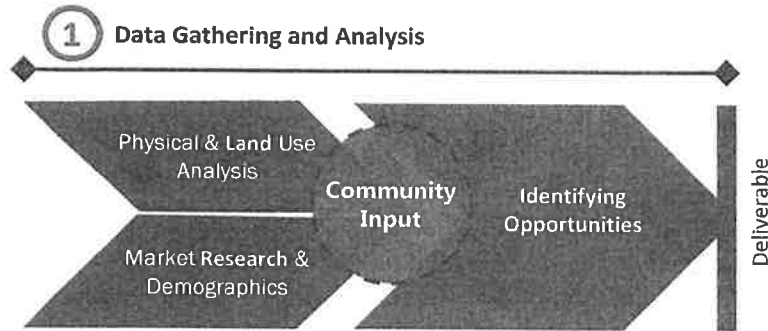 1 Data Gathering and Analysis
Physical & Land Use
Analysis
Community
Input
Identifying
Opportunities
Market Research &
Demographics
Deliverable